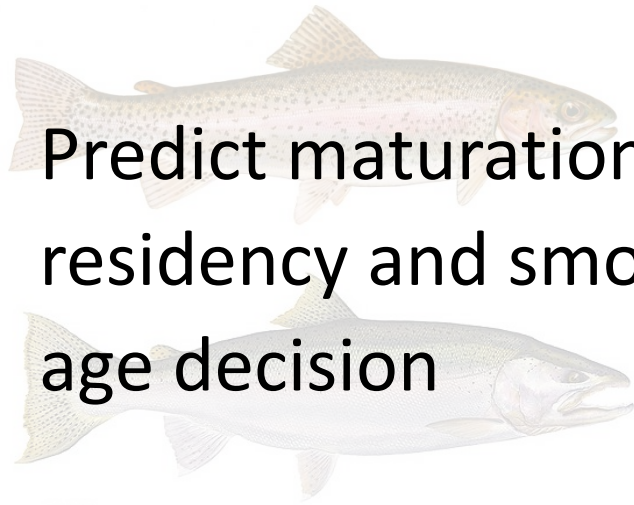 Predict maturation
residency and smo
age decision